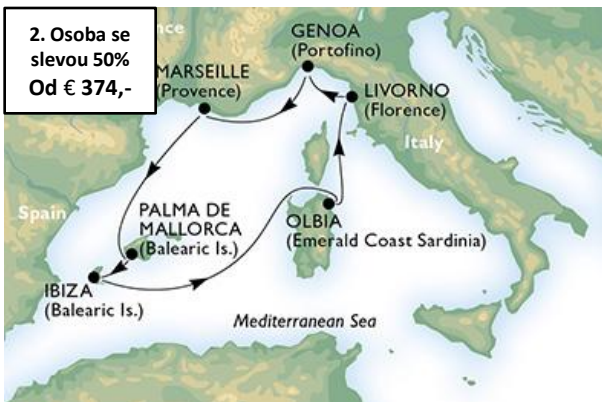 2. Osoba se
slevou 50%
Od € 374,-
GENOA
(Portofino)
MARSEILLE
(Provence)
LIVORNO
(Florence)
Italy
Spain
PALMA DE
MALLORCA
(Balearic Is.)
OLBIA
(Emerald Coast Sardinia)
IBIZA
(Balearic Is.)
Mediterranean Sea